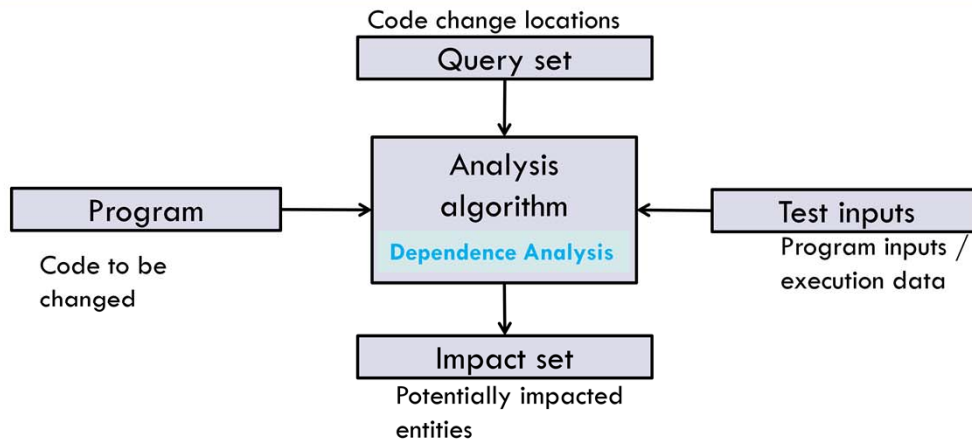 Code change locations
Query set
Analysis
algorithm
Dependence Analysis
Program
Code to be
changed
Test inputs
Program inputs /
execution data
Impact set
Potentially impacted
entities